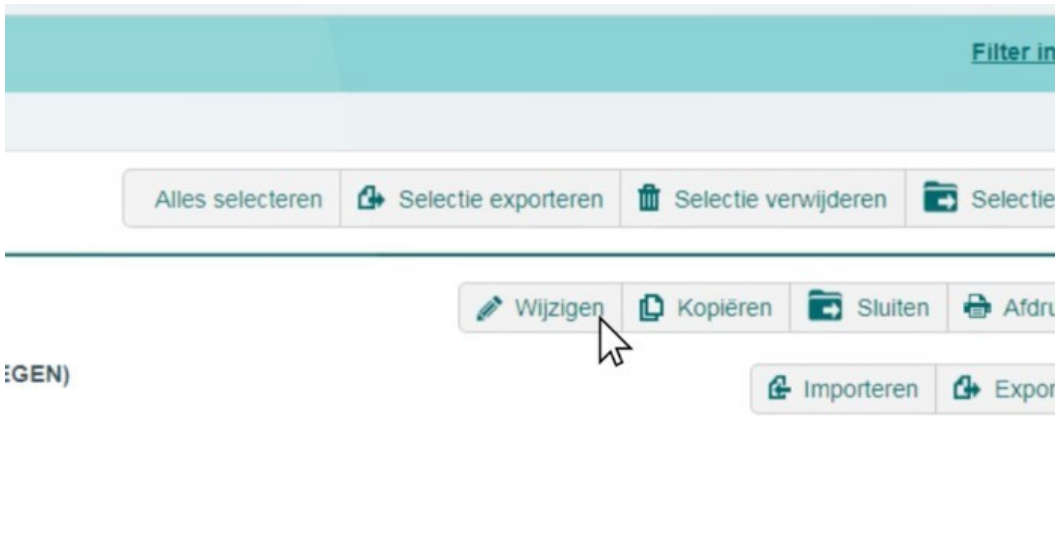 Filter in
Alles selecteren Selectie exporteren Selectie verwijderen Selectie
Wijzigen Kopiëren Sluiten Afdru
EGEN)
Importeren Expor